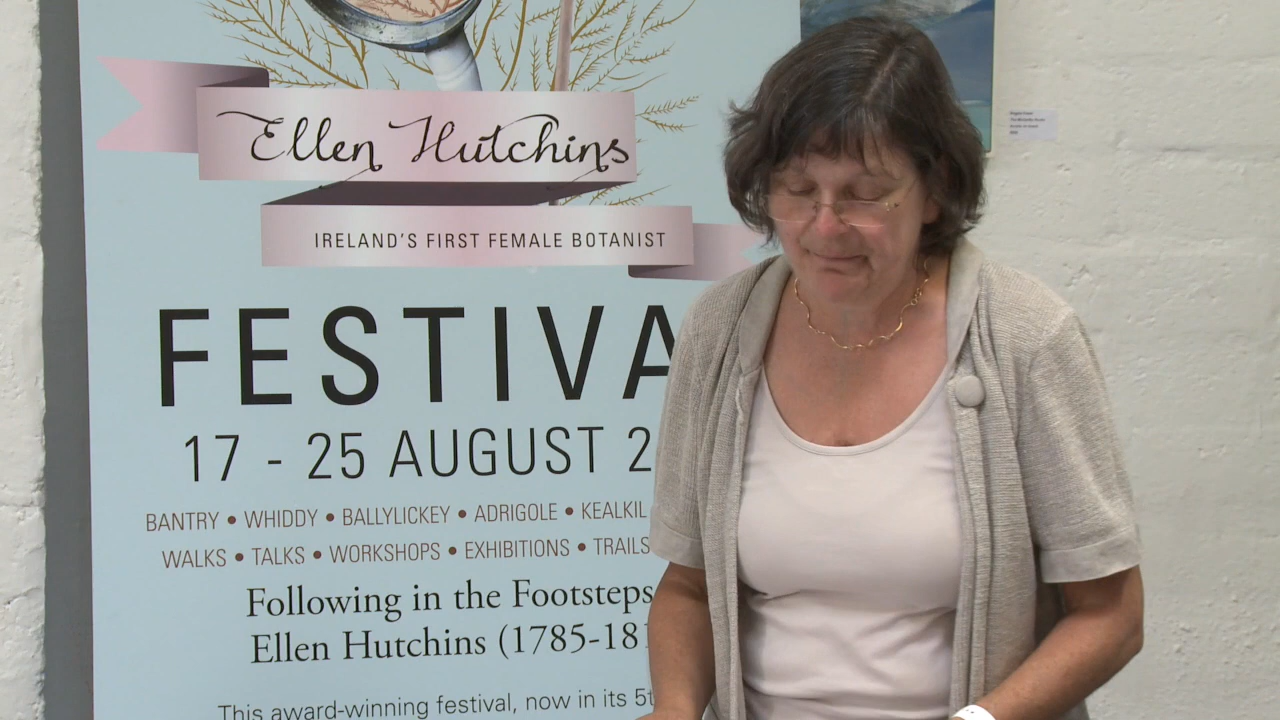 Ellen Hutchins
IRELAND'S FIRST FEMALE BOTANIST
FESTIVA
17 - 25 AUGUST 2
BANTRY • WHIDDY • BALLYLICKEY • ADRIGOLE • KEALKIL
WALKS • TALKS • WORKSHOPS • EXHIBITIONS • TRAILS
Following in the Footsteps
Ellen Hutchins (1785-181
This award-winning festival, now in its 5t